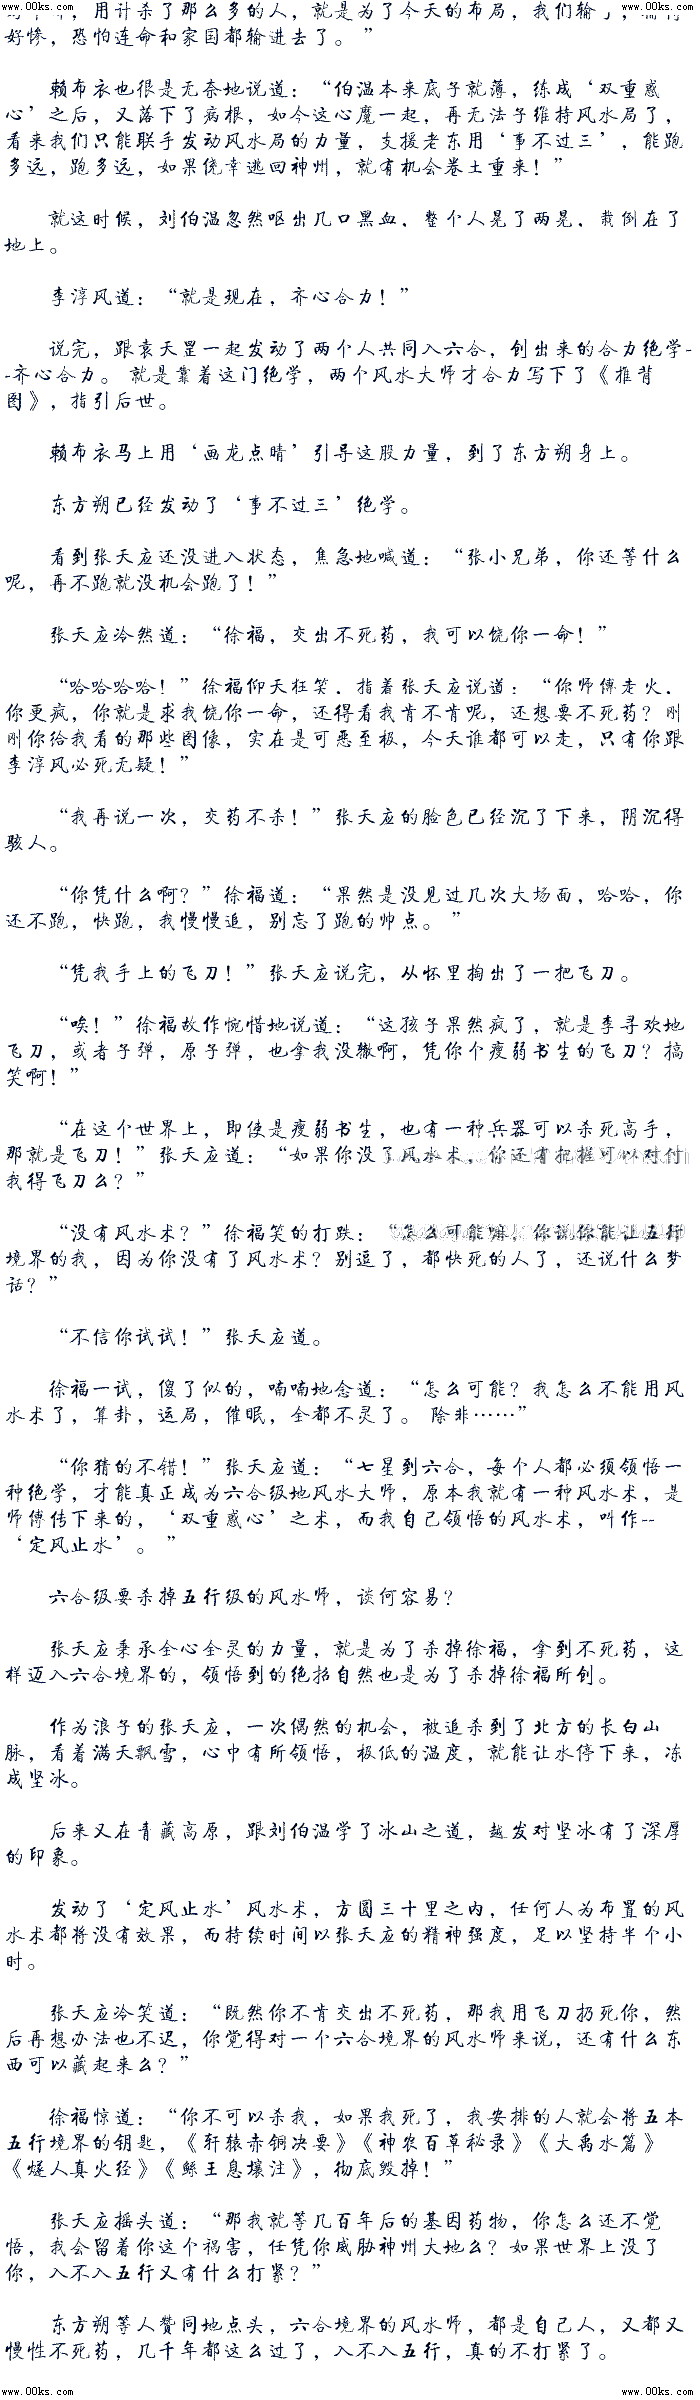 www.00ks.com www.00ks.com
，用计杀了那么多的人，就是为了今天的布局，我们输了，
好惨，恐怕连命和家国都输进去了。”
赖布衣也很是无奈地说道：“伯温本来底子就薄，练成‘双重惑
心’之后，又落下了病根，如今这心魔一起，再无法子维持风水局了，
看来我们只能联手发动风水局的力量，支援老东用‘事不过三’，能跑
多远，跑多远，如果侥幸逃回神州，就有机会卷土重来！”
就这时候，刘伯温忽然呕出几口黑血，整个人晃了两晃，栽倒在了
地上。
李淳风道：“就是现在，齐心合力！”
说完，跟袁天罡一起发动了两个人共同入六合，创出来的合力绝学-
-齐心合力。 就是靠着这门绝学，两个风水大师才合力写下了《推背
图》，指引后世。
赖布衣马上用‘画龙点睛’引导这股力量，到了东方朔身上。
东方朔已经发动了‘事不过三’绝学。
看到张天应还没进入状态，焦急地喊道：“张小兄弟，你还等什么
呢，再不跑就没机会跑了！”
张天应冷然道：“徐福，交出不死药，我可以饶你一命！”
“哈哈哈哈！”徐福仰天狂笑，指着张天应说道：“你师傅走火，
你更疯，你就是求我饶你一命，还得看我肯不肯呢，还想要不死药？刚
刚你给我看的那些图像，实在是可恶至极，今天谁都可以走，只有你跟
李淳风必死无疑！”
“我再说一次，交药不杀！”张天应的脸色已经沉了下来，阴沉得
骇人。
“你凭什么啊？”徐福道：“果然是没见过几次大场面，哈哈，你
还不跑，快跑，我慢慢追，别忘了跑的帅点。”
“凭我手上的飞刀！”张天应说完，从怀里掏出了一把飞刀。
“唉！”徐福故作惋惜地说道：“这孩子果然疯了，就是李寻欢地
飞刀，或者子弹，原子弹，也拿我没辙啊，凭你个瘦弱书生的飞刀？搞
笑啊！”
“在这个世界上，即使是瘦弱书生，也有一种兵器可以杀死高手，
那就是飞刀！”张天应道：“如果你没了风水术，你还有把握可以对付
我得飞刀么？”
“没有风水术？”徐福笑的打跌：“怎么可能嘛，你说你能让五行
境界的我，因为你没有了风水术？别逗了，都快死的人了，还说什么梦
话？”
“不信你试试！”张天应道。
徐福一试，傻了似的，喃喃地念道：“怎么可能？我怎么不能用风
水术了，算卦，运局，催眠，全都不灵了。 除非……”
“你猜的不错！”张天应道：“七星到六合，每个人都必须领悟一
种绝学，才能真正成为六合级地风水大师，原本我就有一种风水术，是
师傅传下来的，‘双重惑心’之术，而我自己领悟的风水术，叫作--
‘定风止水’。”
六合级要杀掉五行级的风水师，谈何容易？
张天应秉承全心全灵的力量，就是为了杀掉徐福，拿到不死药，这
样迈入六合境界的，领悟到的绝招自然也是为了杀掉徐福所创。
作为浪子的张天应，一次偶然的机会，被追杀到了北方的长白山
脉，看着满天飘雪，心中有所领悟，极低的温度，就能让水停下来，冻
成坚冰。
后来又在青藏高原，跟刘伯温学了冰山之道，越发对坚冰有了深厚
的印象。
发动了‘定风止水’风水术，方圆三十里之内，任何人为布置的风
水术都将没有效果，而持续时间以张天应的精神强度，足以坚持半个小
时。
张天应冷笑道：“既然你不肯交出不死药，那我用飞刀扔死你，然
后再想办法也不迟，你觉得对一个六合境界的风水师来说，还有什么东
西可以藏起来么？”
徐福惊道：“你不可以杀我，如果我死了，我安排的人就会将五本
五行境界的钥匙，《轩辕赤铜决要》《神农百草秘录》《大禹水篇》
《燧人真火经》《鲧王息壤注》，彻底毁掉！”
张天应摇头道：“那我就等几百年后的基因药物，你怎么还不觉
悟，我会留着你这个祸害，任凭你威胁神州大地么？如果世界上没了
你，入不入五行又有什么打紧？”
东方朔等人赞同地点头，六合境界的风水师，都是自己人，又都又
慢性不死药，几千年都这么过了，入不入五行，真的不打紧了。
www.00ks.com www.00ks.com